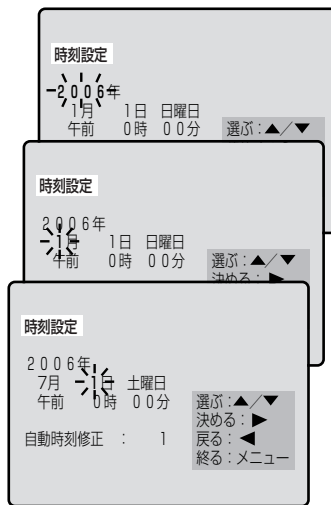 時刻設定
2006年
1月 1日 日曜日
午前 0時 00分
選ぶ:▲/▼
時刻設定
2006年
1月 1日 日曜日
午前 0時 00分
選ぶ:▲/▼
決める:▶
時刻設定
2006年
7月 1日 土曜日
午前 0時 00分
自動時刻修正 : 1
選ぶ:▲/▼
決める:▶
戻る:◀
終る:メニュー